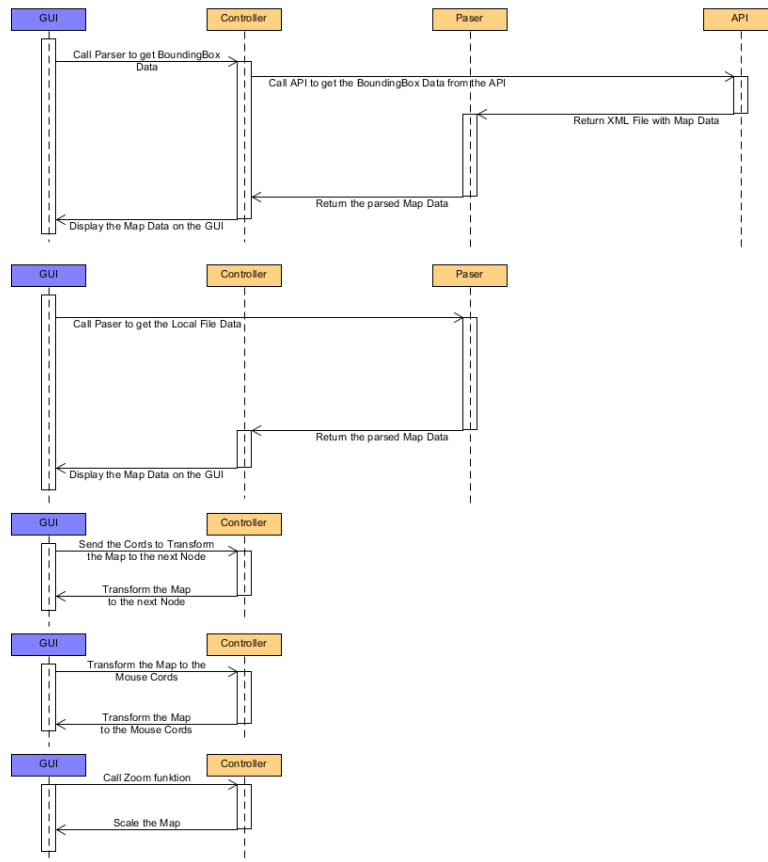 GUI
Controller
Paser
API
Call Parser to get BoundingBox
Data
Call API to get the BoundingBox Data from the API
Return XML File with Map Data
Return the parsed Map Data
Display the Map Data on the GUI
GUI
Controller
Paser
Call Paser to get the Local File Data
Return the parsed Map Data
Display the Map Data on the GUI
GUI
Controller
Send the Cords to Transform
the Map to the next Node
Transform the Map
to the next Node
GUI
Controller
Transform the Map to the
Mouse Cords
Transform the Map
to the Mouse Cords
GUI
Controller
Call Zoom funktion
Scale the Map